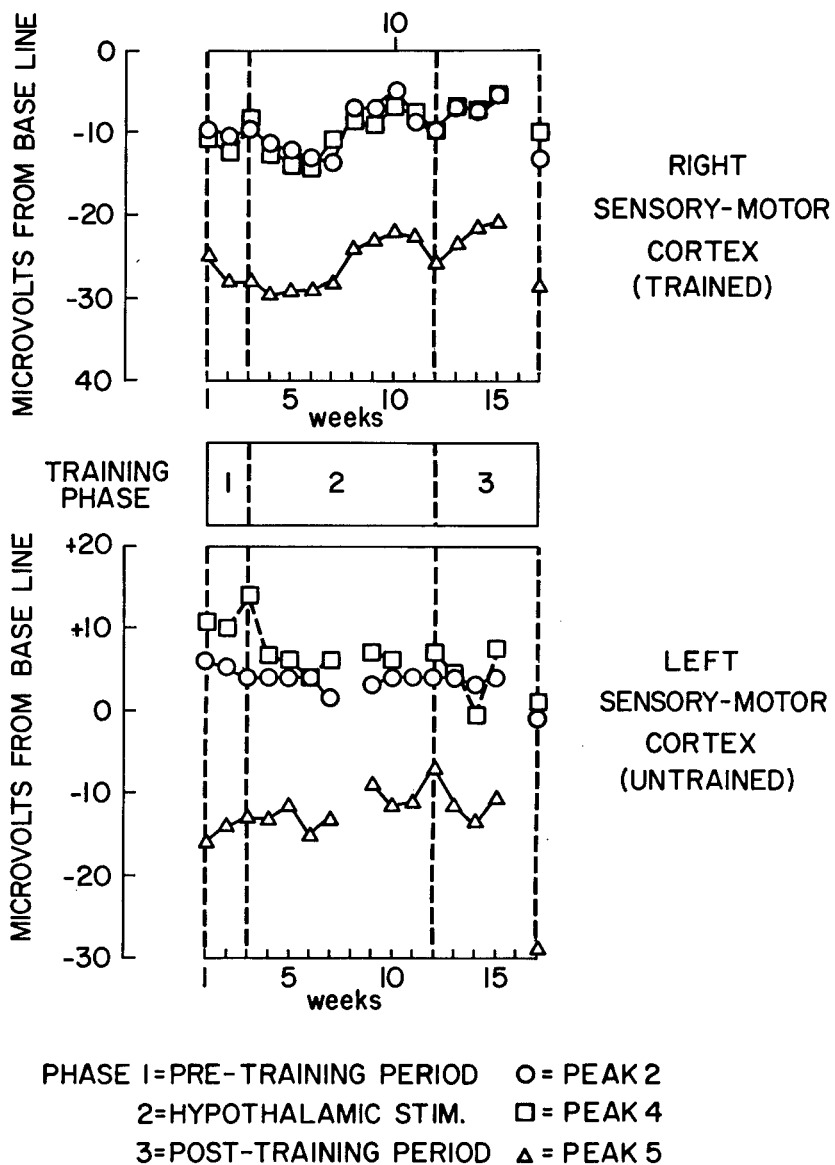 10
MICROVOLTS FROM BASE LINE
0
-10
-20
-30
40
1 5 10 15
weeks
RIGHT
SENSORY-MOTOR
CORTEX
(TRAINED)
TRAINING
PHASE
1 2 3
MICROVOLTS FROM BASE LINE
+20
+10
0
-10
-20
-30
1 5 10 15
weeks
LEFT
SENSORY-MOTOR
CORTEX
(UNTRAINED)
PHASE 1=PRE-TRAINING PERIOD O= PEAK 2
2=HYPOTHALAMIC STIM. □= PEAK 4
3=POST-TRAINING PERIOD △= PEAK 5